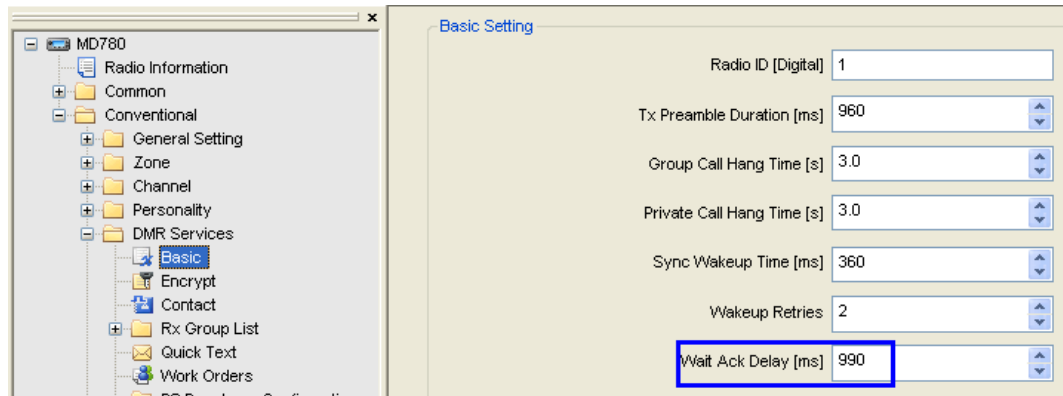 x
MD780
Radio Information
Common
Conventional
General Setting
Zone
Channel
Personality
DMR Services
Basic
Encrypt
Contact
Rx Group List
Quick Text
Work Orders
Basic Setting
Radio ID [Digital] 1
Tx Preamble Duration [ms] 960
Group Call Hang Time [s] 3.0
Private Call Hang Time [s] 3.0
Sync Wakeup Time [ms] 360
Wakeup Retries 2
Wait Ack Delay [ms] 990